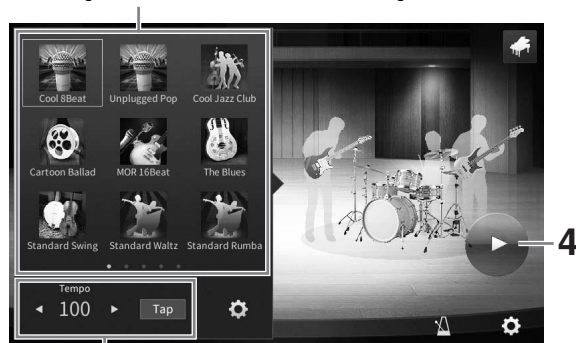 Cool 8Beat Unplugged Pop Cool Jazz Club
Cartoon Ballad MOR 16Beat The Blues
Standard Swing Standard Waltz Standard Rumba
4
Tempo
100 Tap